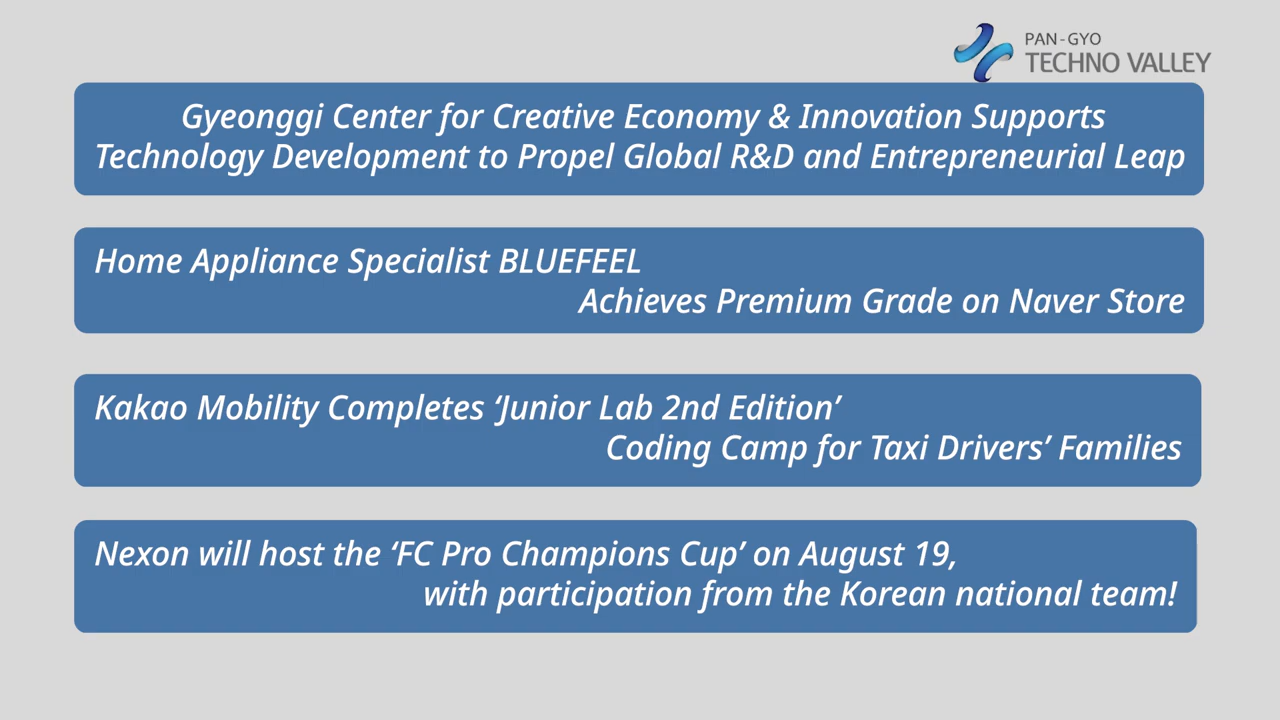 PAN-GYO
TECHNO VALLEY
Gyeonggi Center for Creative Economy & Innovation Supports
Technology Development to Propel Global R&D and Entrepreneurial Leap
Home Appliance Specialist BLUEFEEL
Achieves Premium Grade on Naver Store
Kakao Mobility Completes ‘Junior Lab 2nd Edition’
Coding Camp for Taxi Drivers’ Families
Nexon will host the ‘FC Pro Champions Cup’ on August 19,
with participation from the Korean national team!